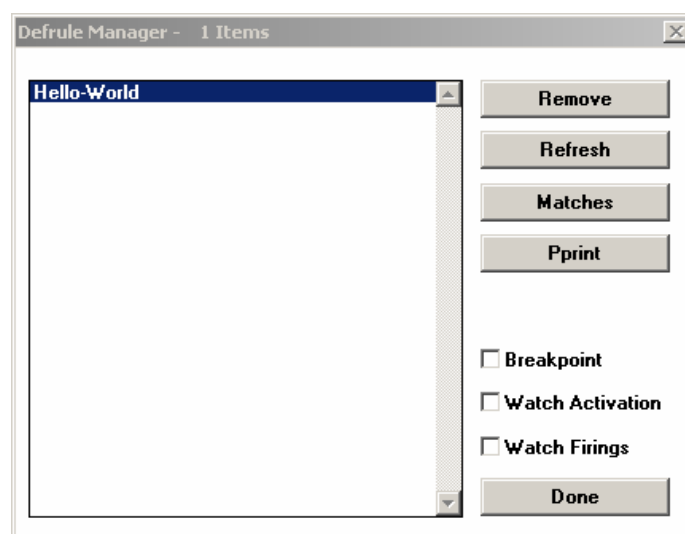 Defrule Manager - 1 Items
Hello-World
Remove
Refresh
Matches
Pprint
Breakpoint
Watch Activation
Watch Firings
Done